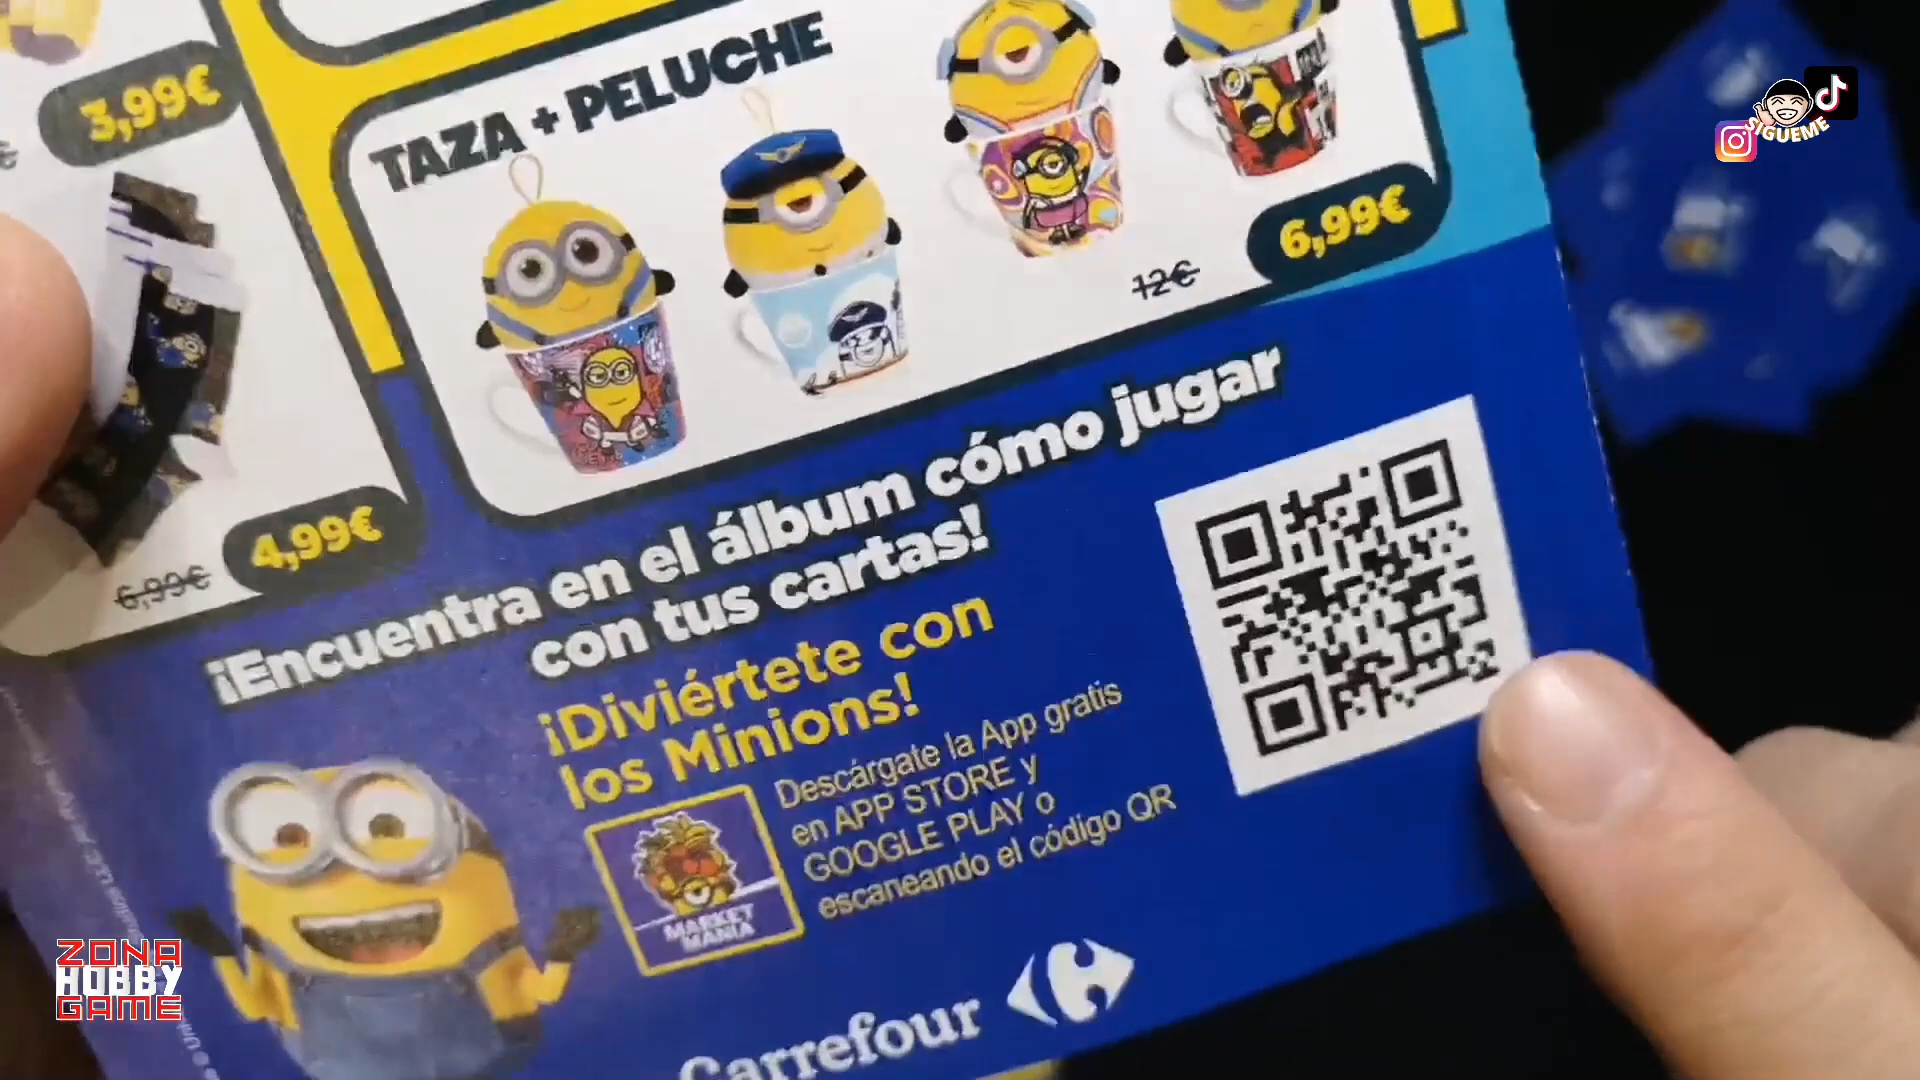 3,99€
TAZA + PELUCHE
SIGUEME
12€
6,99€
6,99€
4,99€
¡Encuentra en el álbum cómo jugar
con tus cartas!
¡Diviértete con
los Minions!
Descárgate la App gratis
en APP STORE y
GOOGLE PLAY o
escaneando el código QR
MARKET
MANIA
Carrefour
ZONA
HOBBY
GAME